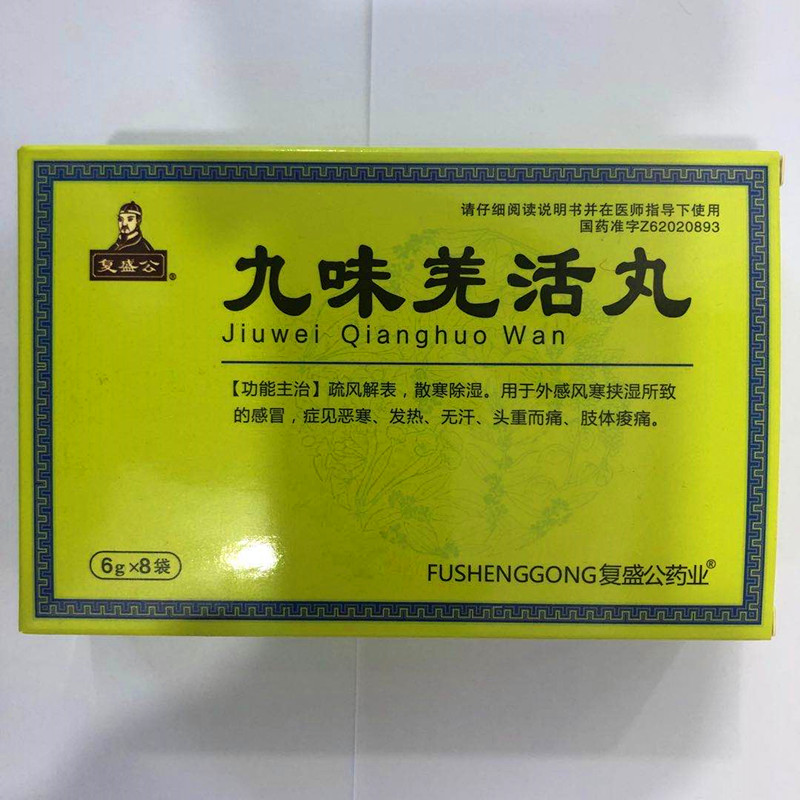 请仔细阅读说明书并在医师指导下使用
国药准字Z62020893
复盛公®
九味羌活丸
Jiuwei Qianghuo Wan
【功能主治】疏风解表，散寒除湿。用于外感风寒挟湿所致
的感冒，症见恶寒、发热、无汗、头重而痛、肢体痠痛。
6g×8袋
FUSHENGGONG复盛公药业®